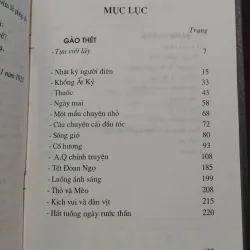 MỤC LỤC
Trang
GÀO THÉT
- Tựa viết lấy 7
- Nhật ký người điên 15
- Khổng Ất Kỷ 33
- Thuốc 43
- Ngày mai 58
- Một mẩu chuyện nhỏ 68
- Câu chuyện cái đầu tóc 72
- Sóng gió 80
- Cố hương 93
- A.Q chính truyện 108
- Tết Đoan Ngọ 185
- Luồng ánh sáng 199
- Thỏ và Mèo 208
- Kịch vui và đàn vịt 215
- Hát tuồng ngày rước thần 220